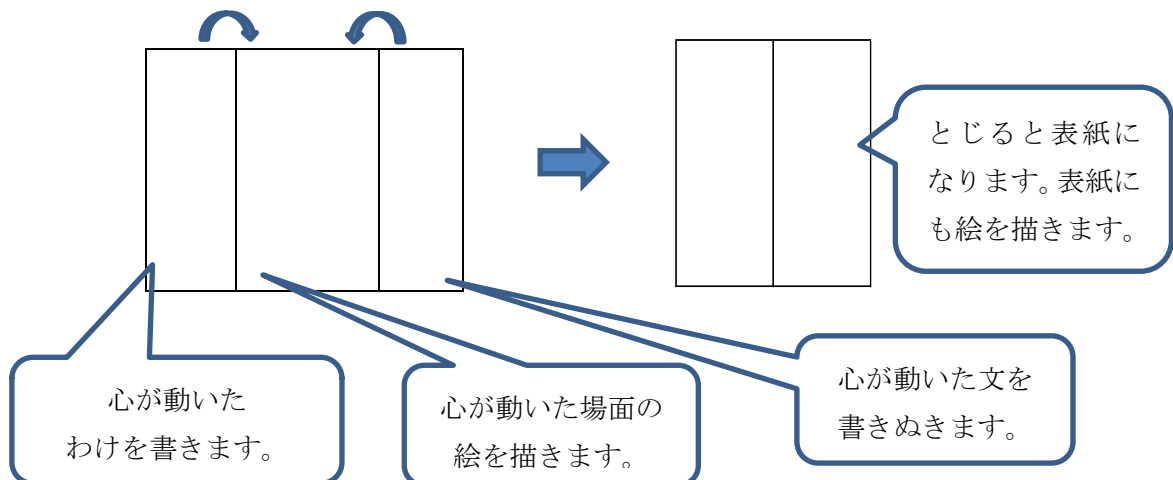 とじると表紙に
なります。表紙に
も絵を描きます。
心が動いた
わけを書きます。
心が動いた場面の
絵を描きます。
心が動いた文を
書きぬきます。